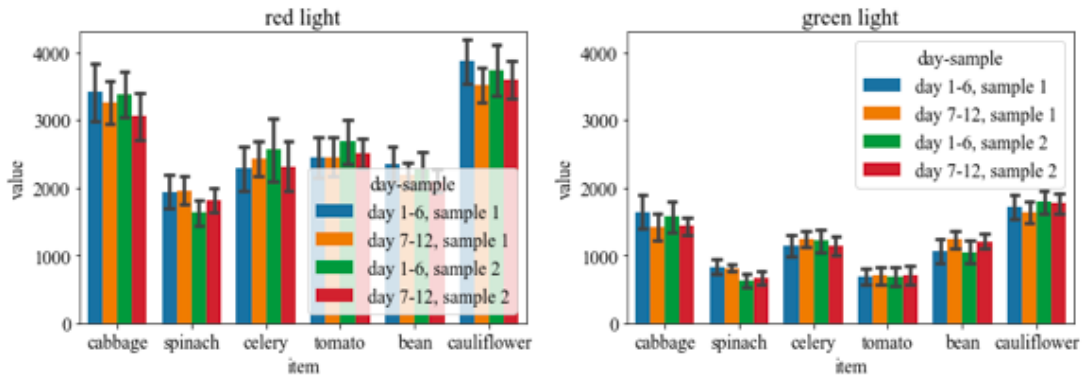 red light
value
4000
3000
2000
1000
0
day-sample
day 1-6, sample 1
day 7-12, sample 1
day 1-6, sample 2
day 7-12, sample 2
cabbage spinach celery tomato bean cauliflower
item
green light
value
4000
3000
2000
1000
0
day-sample
day 1-6, sample 1
day 7-12, sample 1
day 1-6, sample 2
day 7-12, sample 2
cabbage spinach celery tomato bean cauliflower
item